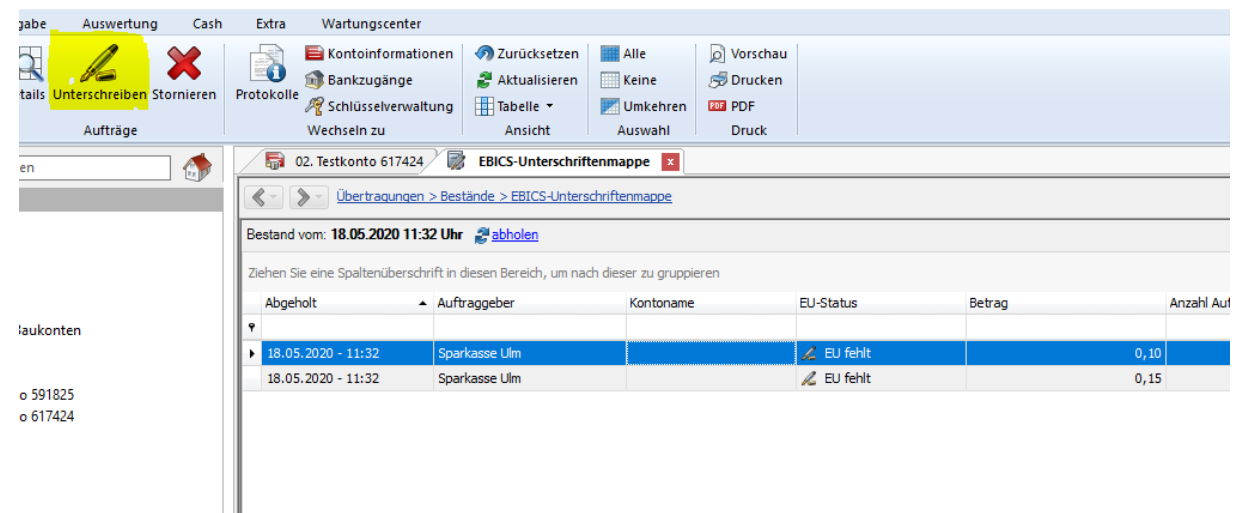 gabe Auswertung Cash Extra Wartungscenter
Kontoinformationen Zurücksetzen Alle Vorschau
Bankzugänge Aktualisieren Keine Drucken
tails Unterschreiben Stornieren Protokolle Schlüsselverwaltung Tabelle Umkehren PDF PDF
Aufträge Wechseln zu Ansicht Auswahl Druck
en 02. Testkonto 617424 EBICS-Unterschriftenmappe x
Übertragungen > Bestände > EBICS-Unterschriftenmappe
Bestand vom: 18.05.2020 11:32 Uhr abholen
Ziehen Sie eine Spaltenüberschrift in diesen Bereich, um nach dieser zu gruppieren
Abgeholt Auftraggeber Kontoname EU-Status Betrag Anzahl Auf
Baukonten
18.05.2020 - 11:32 Sparkasse Ulm EU fehlt 0,10
18.05.2020 - 11:32 Sparkasse Ulm EU fehlt 0,15
o 591825
o 617424